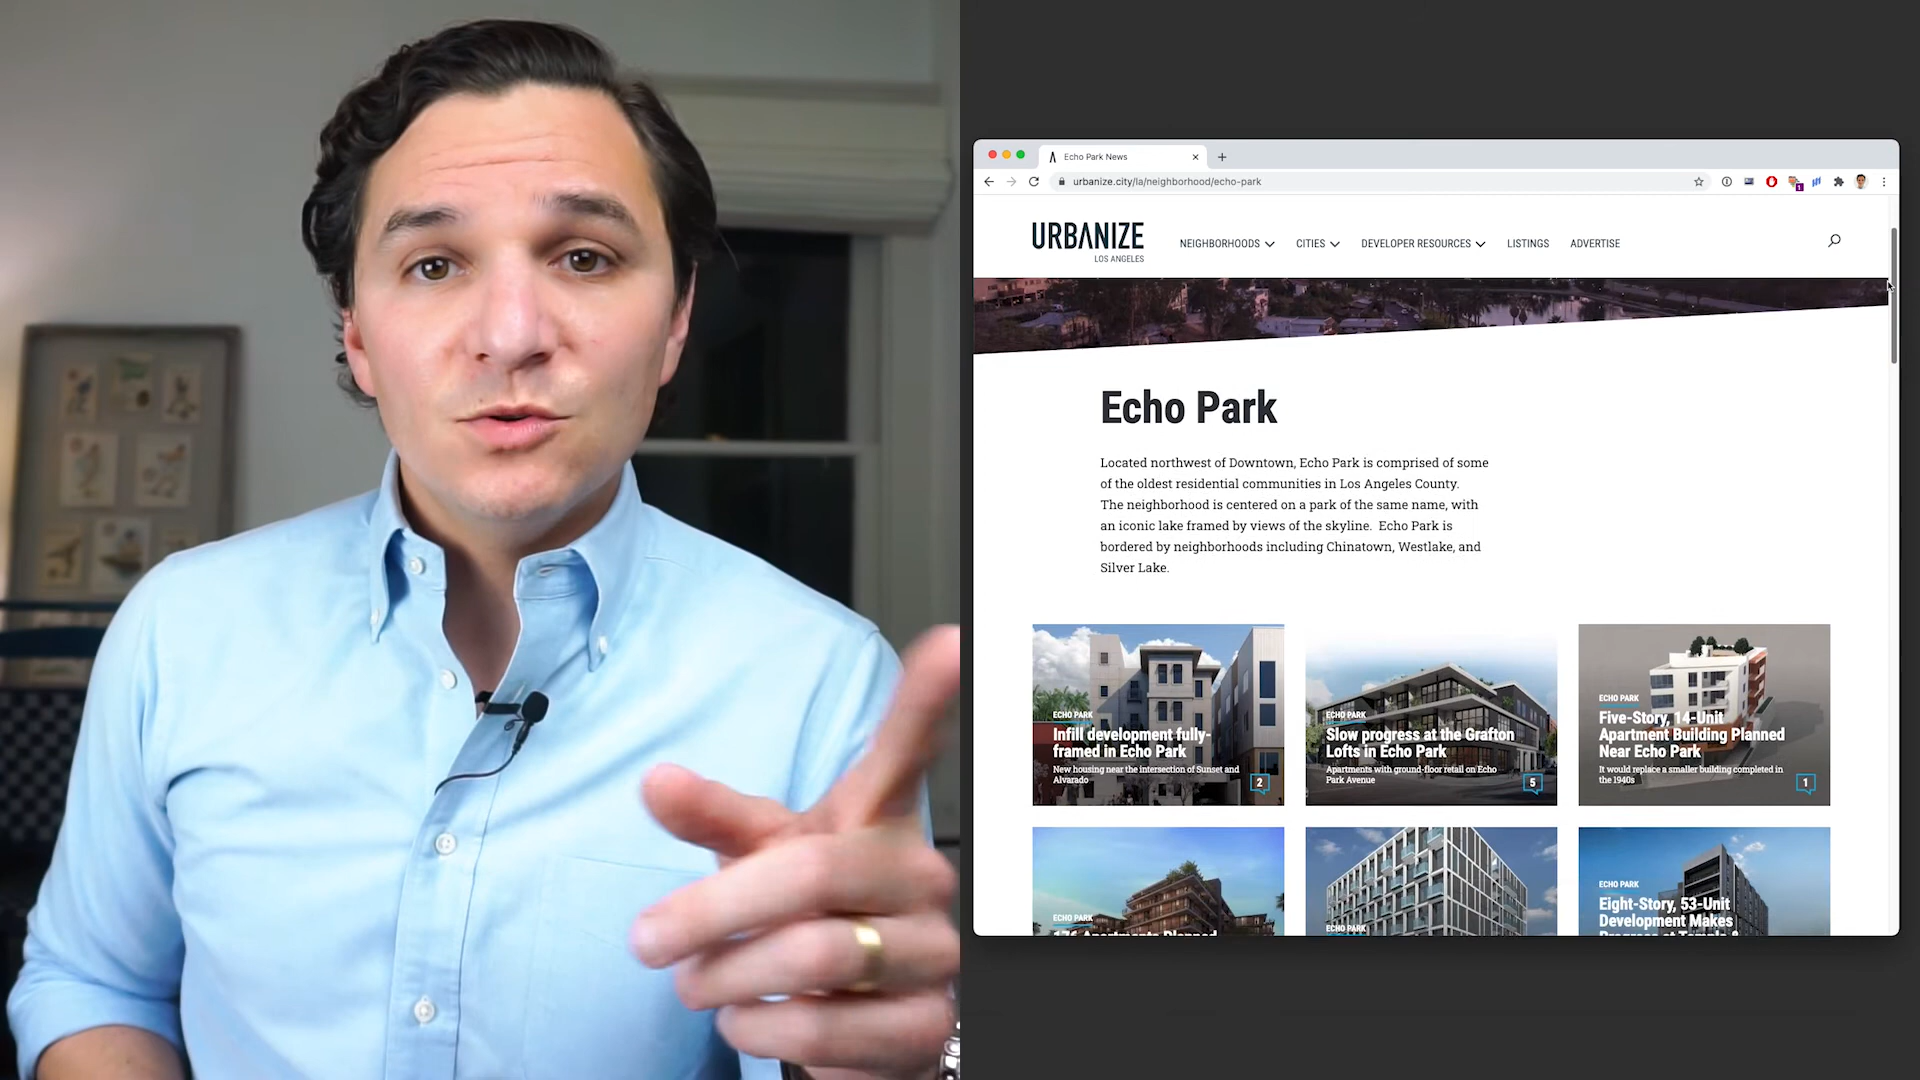 Echo Park News
urbanize.city/la/neighborhood/echo-park
URBANIZE
LOS ANGELES
NEIGHBORHOODS
CITIES
DEVELOPER RESOURCES
LISTINGS
ADVERTISE
Echo Park
Located northwest of Downtown, Echo Park is comprised of some
of the oldest residential communities in Los Angeles County.
The neighborhood is centered on a park of the same name, with
an iconic lake framed by views of the skyline.  Echo Park is
bordered by neighborhoods including Chinatown, Westlake, and
Silver Lake.
ECHO PARK
Infill development fully-
framed in Echo Park
New housing near the intersection of Sunset and
Alvarado
2
ECHO PARK
Slow progress at the Grafton
Lofts in Echo Park
Apartments with ground-floor retail on Echo
Park Avenue
5
ECHO PARK
Five-Story, 14-Unit
Apartment Building Planned
Near Echo Park
It would replace a smaller building completed in
the 1940s
1
ECHO PARK
176 Apartments Planned
ECHO PARK
ECHO PARK
Eight-Story, 53-Unit
Development Makes
Progress at Temple &